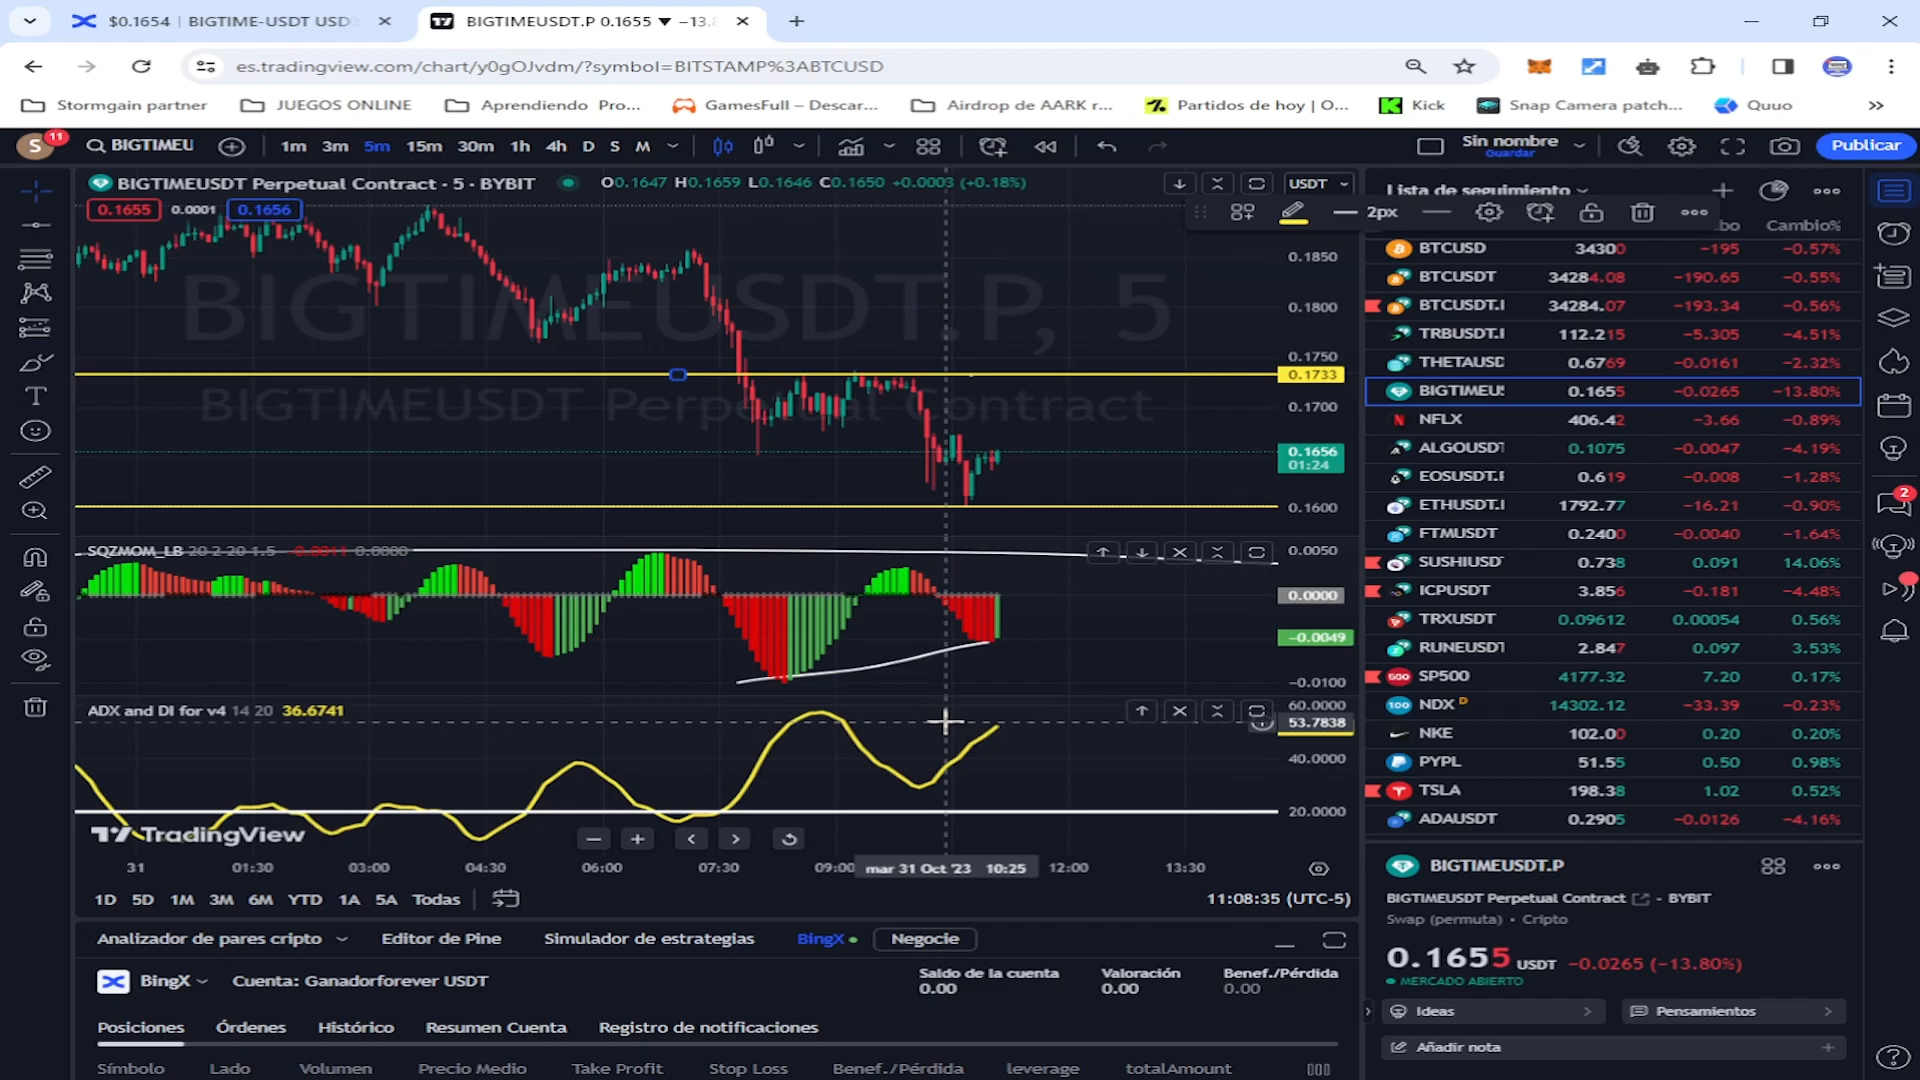 $0.1654 | BIGTIME-USDT USD
BIGTIMEUSDT.P 0.1655 ▼ −13.8
es.tradingview.com/chart/y0gOJvdm/?symbol=BITSTAMP%3ABTCUSD
Stormgain partner
JUEGOS ONLINE
Aprendiendo Pro...
GamesFull – Descar...
Airdrop de AARK r...
Partidos de hoy | O...
Kick
Snap Camera patch...
Quuo
S 11
BIGTIMEU
1m 3m 5m 15m 30m 1h 4h D S M
Sin nombre
Guardar
Publicar
BIGTIMEUSDT Perpetual Contract · 5 · BYBIT
O0.1647 H0.1659 L0.1646 C0.1650 +0.0003 (+0.18%)
USDT
0.1655 0.0001 0.1656
2px
BIGTIMEUSDT.P, 5
BIGTIMEUSDT Perpetual Contract
0.1850
0.1800
0.1750
0.1733
0.1700
0.1656
01:24
0.1600
SQZMOM_LB 20 2 20 1.5 −0.0011 0.0000
0.0050
0.0000
−0.0049
−0.0100
ADX and DI for v4 14 20 36.6741
60.0000
53.7838
40.0000
20.0000
TradingView
31 01:30 03:00 04:30 06:00 07:30 09:00 mar 31 Oct '23 10:25 12:00 13:30
1D 5D 1M 3M 6M YTD 1A 5A Todas
11:08:35 (UTC-5)
Analizador de pares cripto
Editor de Pine
Simulador de estrategias
BingX
Negocie
BingX
Cuenta: Ganadorforever USDT
Saldo de la cuenta
0.00
Valoración
0.00
Benef./Pérdida
0.00
Posiciones
Órdenes
Histórico
Resumen Cuenta
Registro de notificaciones
Símbolo
Lado
Volumen
Precio Medio
Take Profit
Stop Loss
Benef./Pérdida
leverage
totalAmount
Lista de seguimiento
Cambio%
BTCUSD 34300 −195 −0.57%
BTCUSDT 34284.08 −190.65 −0.55%
BTCUSDT.I 34284.07 −193.34 −0.56%
TRBUSDT.I 112.215 −5.305 −4.51%
THETAUSD 0.6769 −0.0161 −2.32%
BIGTIMEU 0.1655 −0.0265 −13.80%
NFLX 406.42 −3.66 −0.89%
ALGOUSDT 0.1075 −0.0047 −4.19%
EOSUSDT.F 0.619 −0.008 −1.28%
ETHUSDT.I 1792.77 −16.21 −0.90%
FTMUSDT 0.2400 −0.0040 −1.64%
SUSHIUSD 0.738 0.091 14.06%
ICPUSDT 3.856 −0.181 −4.48%
TRXUSDT 0.09612 0.00054 0.56%
RUNEUSDT 2.847 0.097 3.53%
SP500 4177.32 7.20 0.17%
NDX D 14302.12 −33.39 −0.23%
NKE 102.00 0.20 0.20%
PYPL 51.55 0.50 0.98%
TSLA 198.38 1.02 0.52%
ADAUSDT 0.2905 −0.0126 −4.16%
BIGTIMEUSDT.P
BIGTIMEUSDT Perpetual Contract - BYBIT
Swap (permuta) • Cripto
0.1655 USDT −0.0265 (−13.80%)
MERCADO ABIERTO
Ideas
Pensamientos
Añadir nota
2